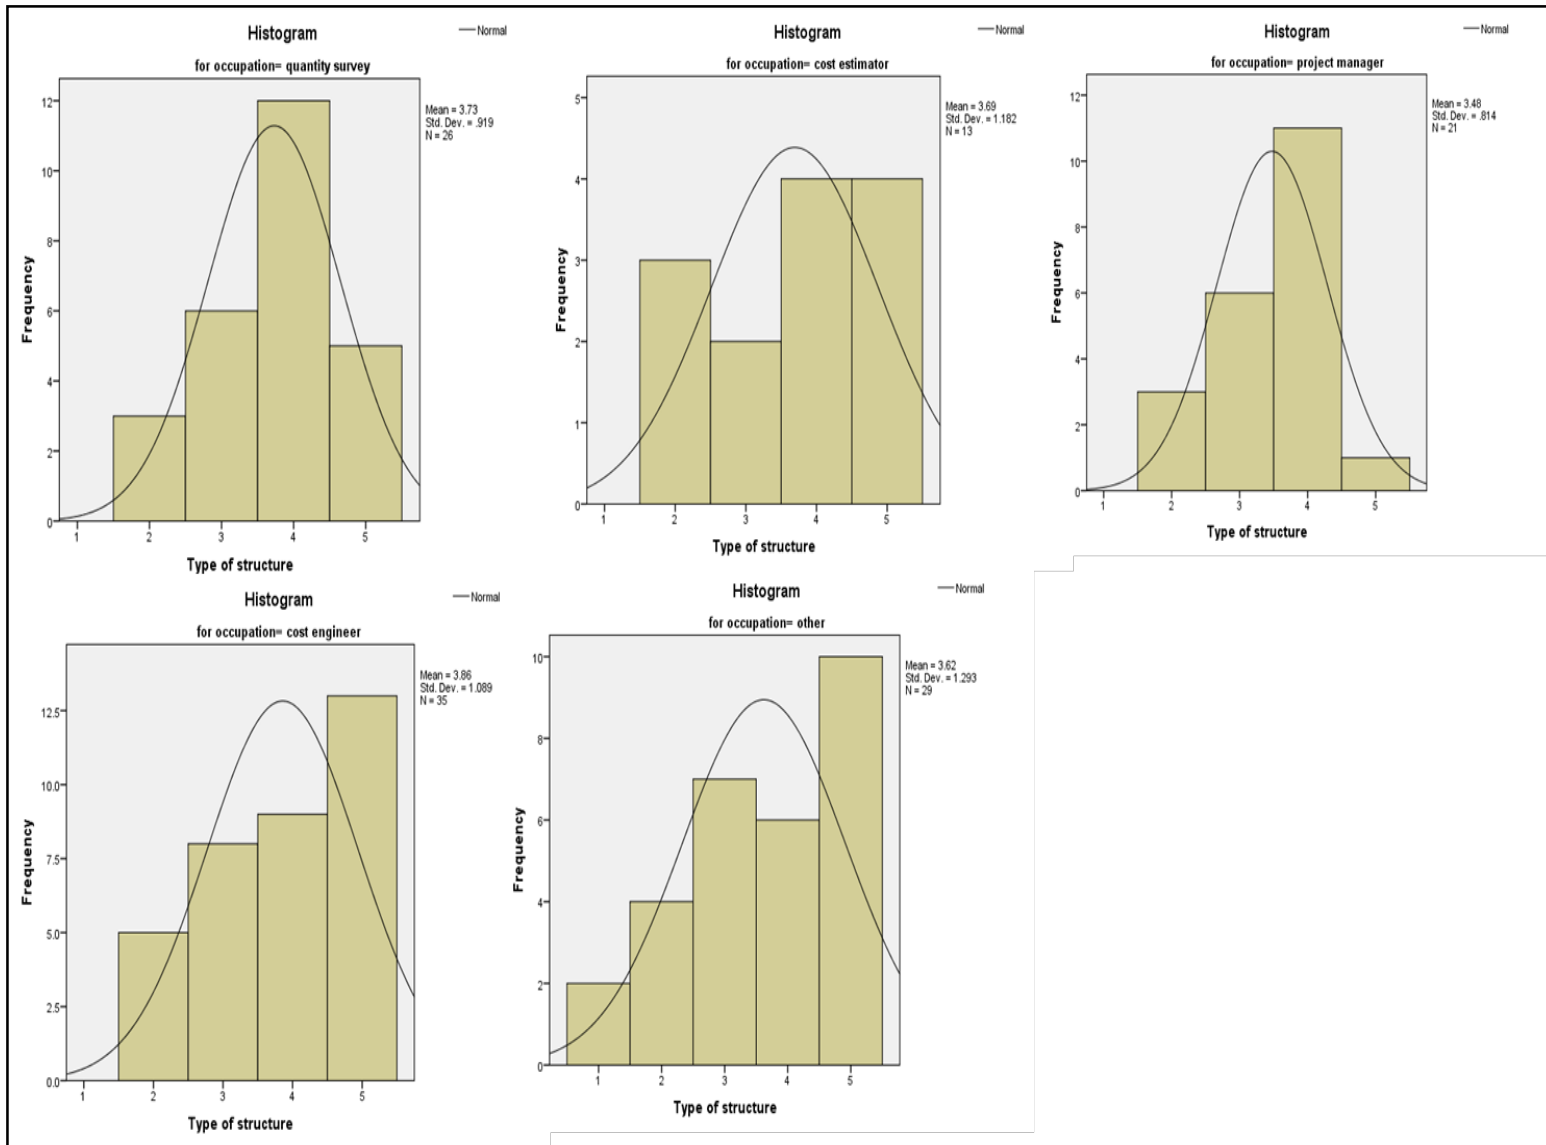 Histogram
Normal
for occupation= quantity survey
Mean = 3.73
Std. Dev. = .919
N = 26
12
10
8
6
4
2
0
Frequency
1 2 3 4 5
Type of structure
Histogram
Normal
for occupation= cost estimator
Mean = 3.69
Std. Dev. = 1.182
N = 13
5
4
3
2
1
0
Frequency
1 2 3 4 5
Type of structure
Histogram
Normal
for occupation= project manager
Mean = 3.48
Std. Dev. = .814
N = 21
12
10
8
6
4
2
0
Frequency
1 2 3 4 5
Type of structure
Histogram
Normal
for occupation= cost engineer
Mean = 3.86
Std. Dev. = 1.089
N = 35
12.5
10.0
7.5
5.0
2.5
0.0
Frequency
1 2 3 4 5
Type of structure
Histogram
Normal
for occupation= other
Mean = 3.62
Std. Dev. = 1.293
N = 29
10
8
6
4
2
0
Frequency
1 2 3 4 5
Type of structure